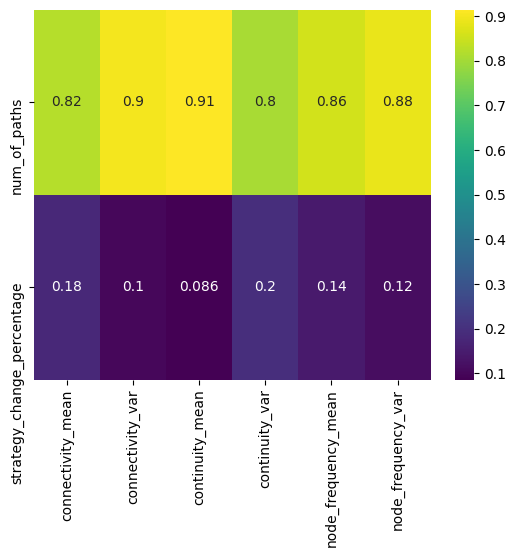 num_of_paths
0.82 0.9 0.91 0.8 0.86 0.88
strategy_change_percentage
0.18 0.1 0.086 0.2 0.14 0.12
connectivity_mean
connectivity_var
continuity_mean
continuity_var
node_frequency_mean
node_frequency_var
0.9
0.8
0.7
0.6
0.5
0.4
0.3
0.2
0.1